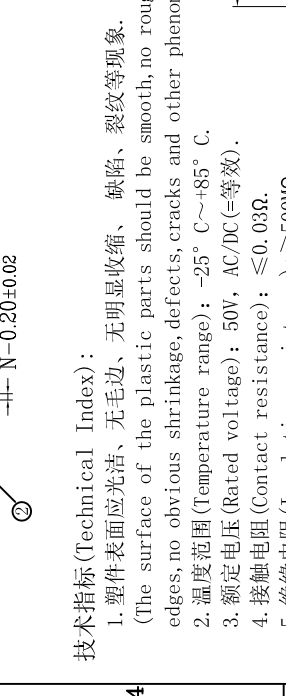 N-0.20±0.02
2
技术指标(Technical Index):
1.塑件表面应光洁、无毛边、无明显收缩、 缺陷、裂纹等现象.
(The surface of the plastic parts should be smooth,no
edges,no obvious shrinkage,defects,cracks and other
2.温度范围(Temperature range): -25° C～+85° C.
3.额定电压(Rated voltage): 50V, AC/DC(=等效).
4.接触电阻(Contact resistance): ≤0.03Ω.
4